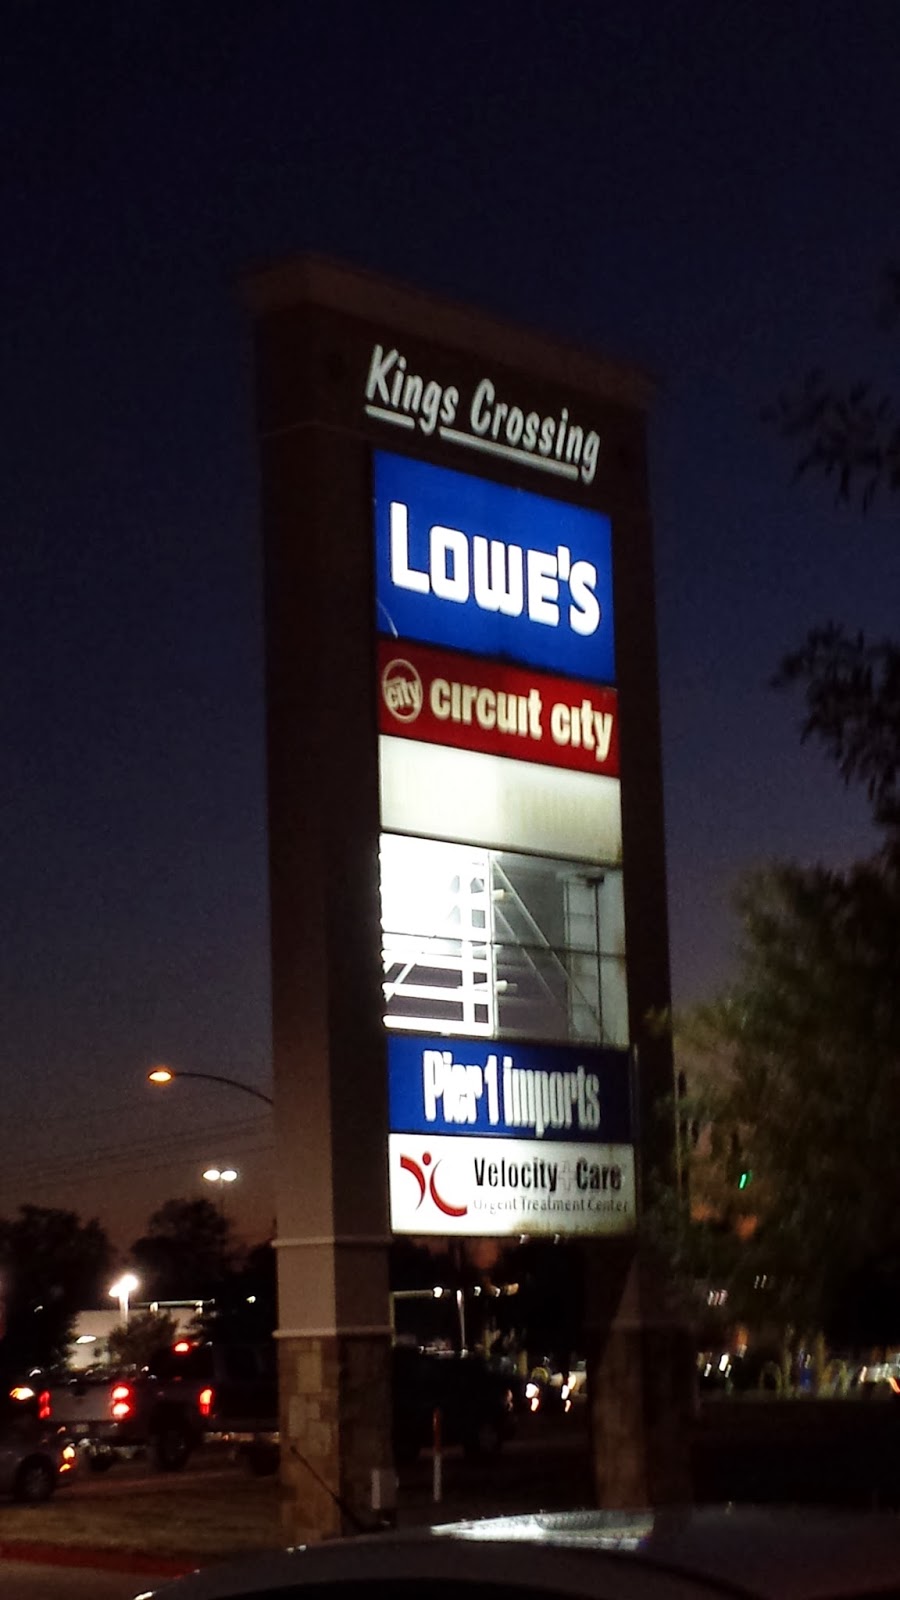 Kings Crossing
LOWE'S
city circuit city
Pier 1 imports
Velocity+Care
Urgent Treatment Center